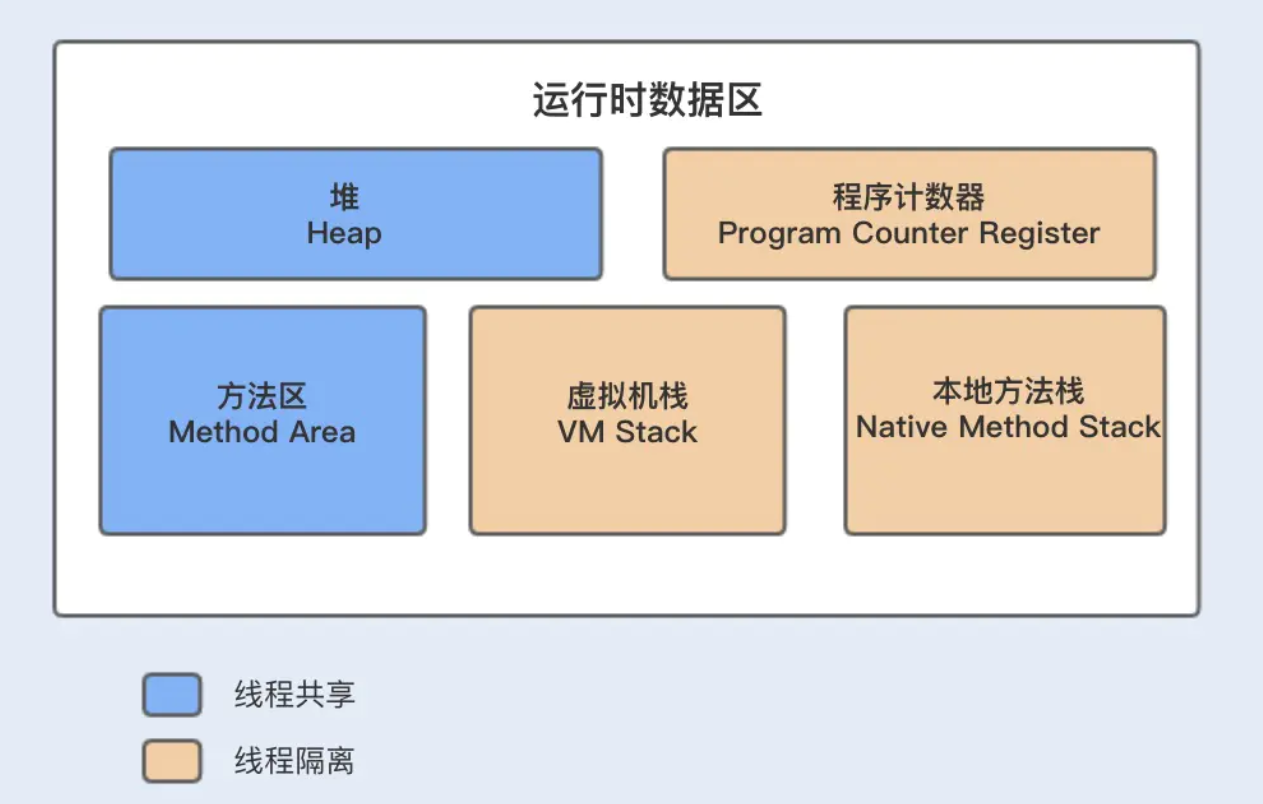 运行时数据区
堆
Heap
程序计数器
Program Counter Register
方法区
Method Area
虚拟机栈
VM Stack
本地方法栈
Native Method Stack
线程共享
线程隔离